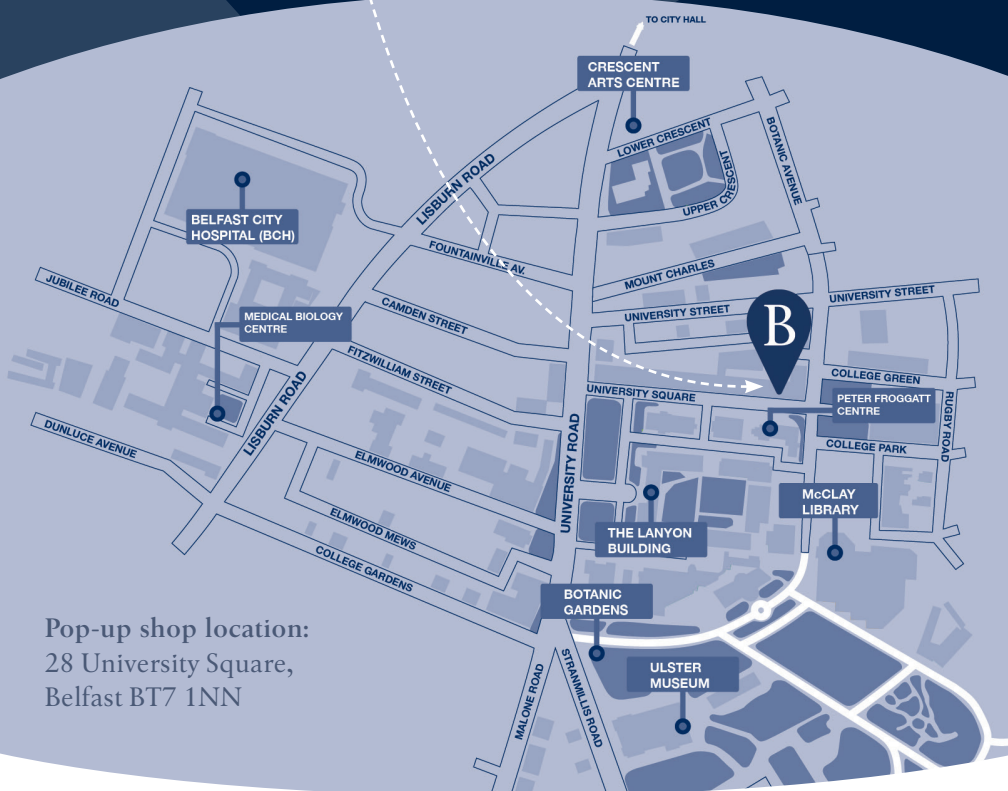 TO CITY HALL
CRESCENT
ARTS CENTRE
LOWER CRESCENT
BOTANIC AVENUE
UPPER CRESCENT
LISBURN ROAD
BELFAST CITY
HOSPITAL (BCH)
FOUNTAINVILLE AV.
MOUNT CHARLES
JUBILEE ROAD
UNIVERSITY STREET
UNIVERSITY STREET
CAMDEN STREET
MEDICAL BIOLOGY
CENTRE
B
FITZWILLIAM STREET
COLLEGE GREEN
UNIVERSITY SQUARE
PETER FROGGATT
CENTRE
RUGBY ROAD
LISBURN ROAD
DUNLUCE AVENUE
UNIVERSITY ROAD
COLLEGE PARK
ELMWOOD AVENUE
McCLAY
LIBRARY
ELMWOOD MEWS
THE LANYON
BUILDING
COLLEGE GARDENS
BOTANIC
GARDENS
Pop-up shop location:
28 University Square,
Belfast BT7 1NN
ULSTER
MUSEUM
MALONE ROAD
STRANMILLIS ROAD